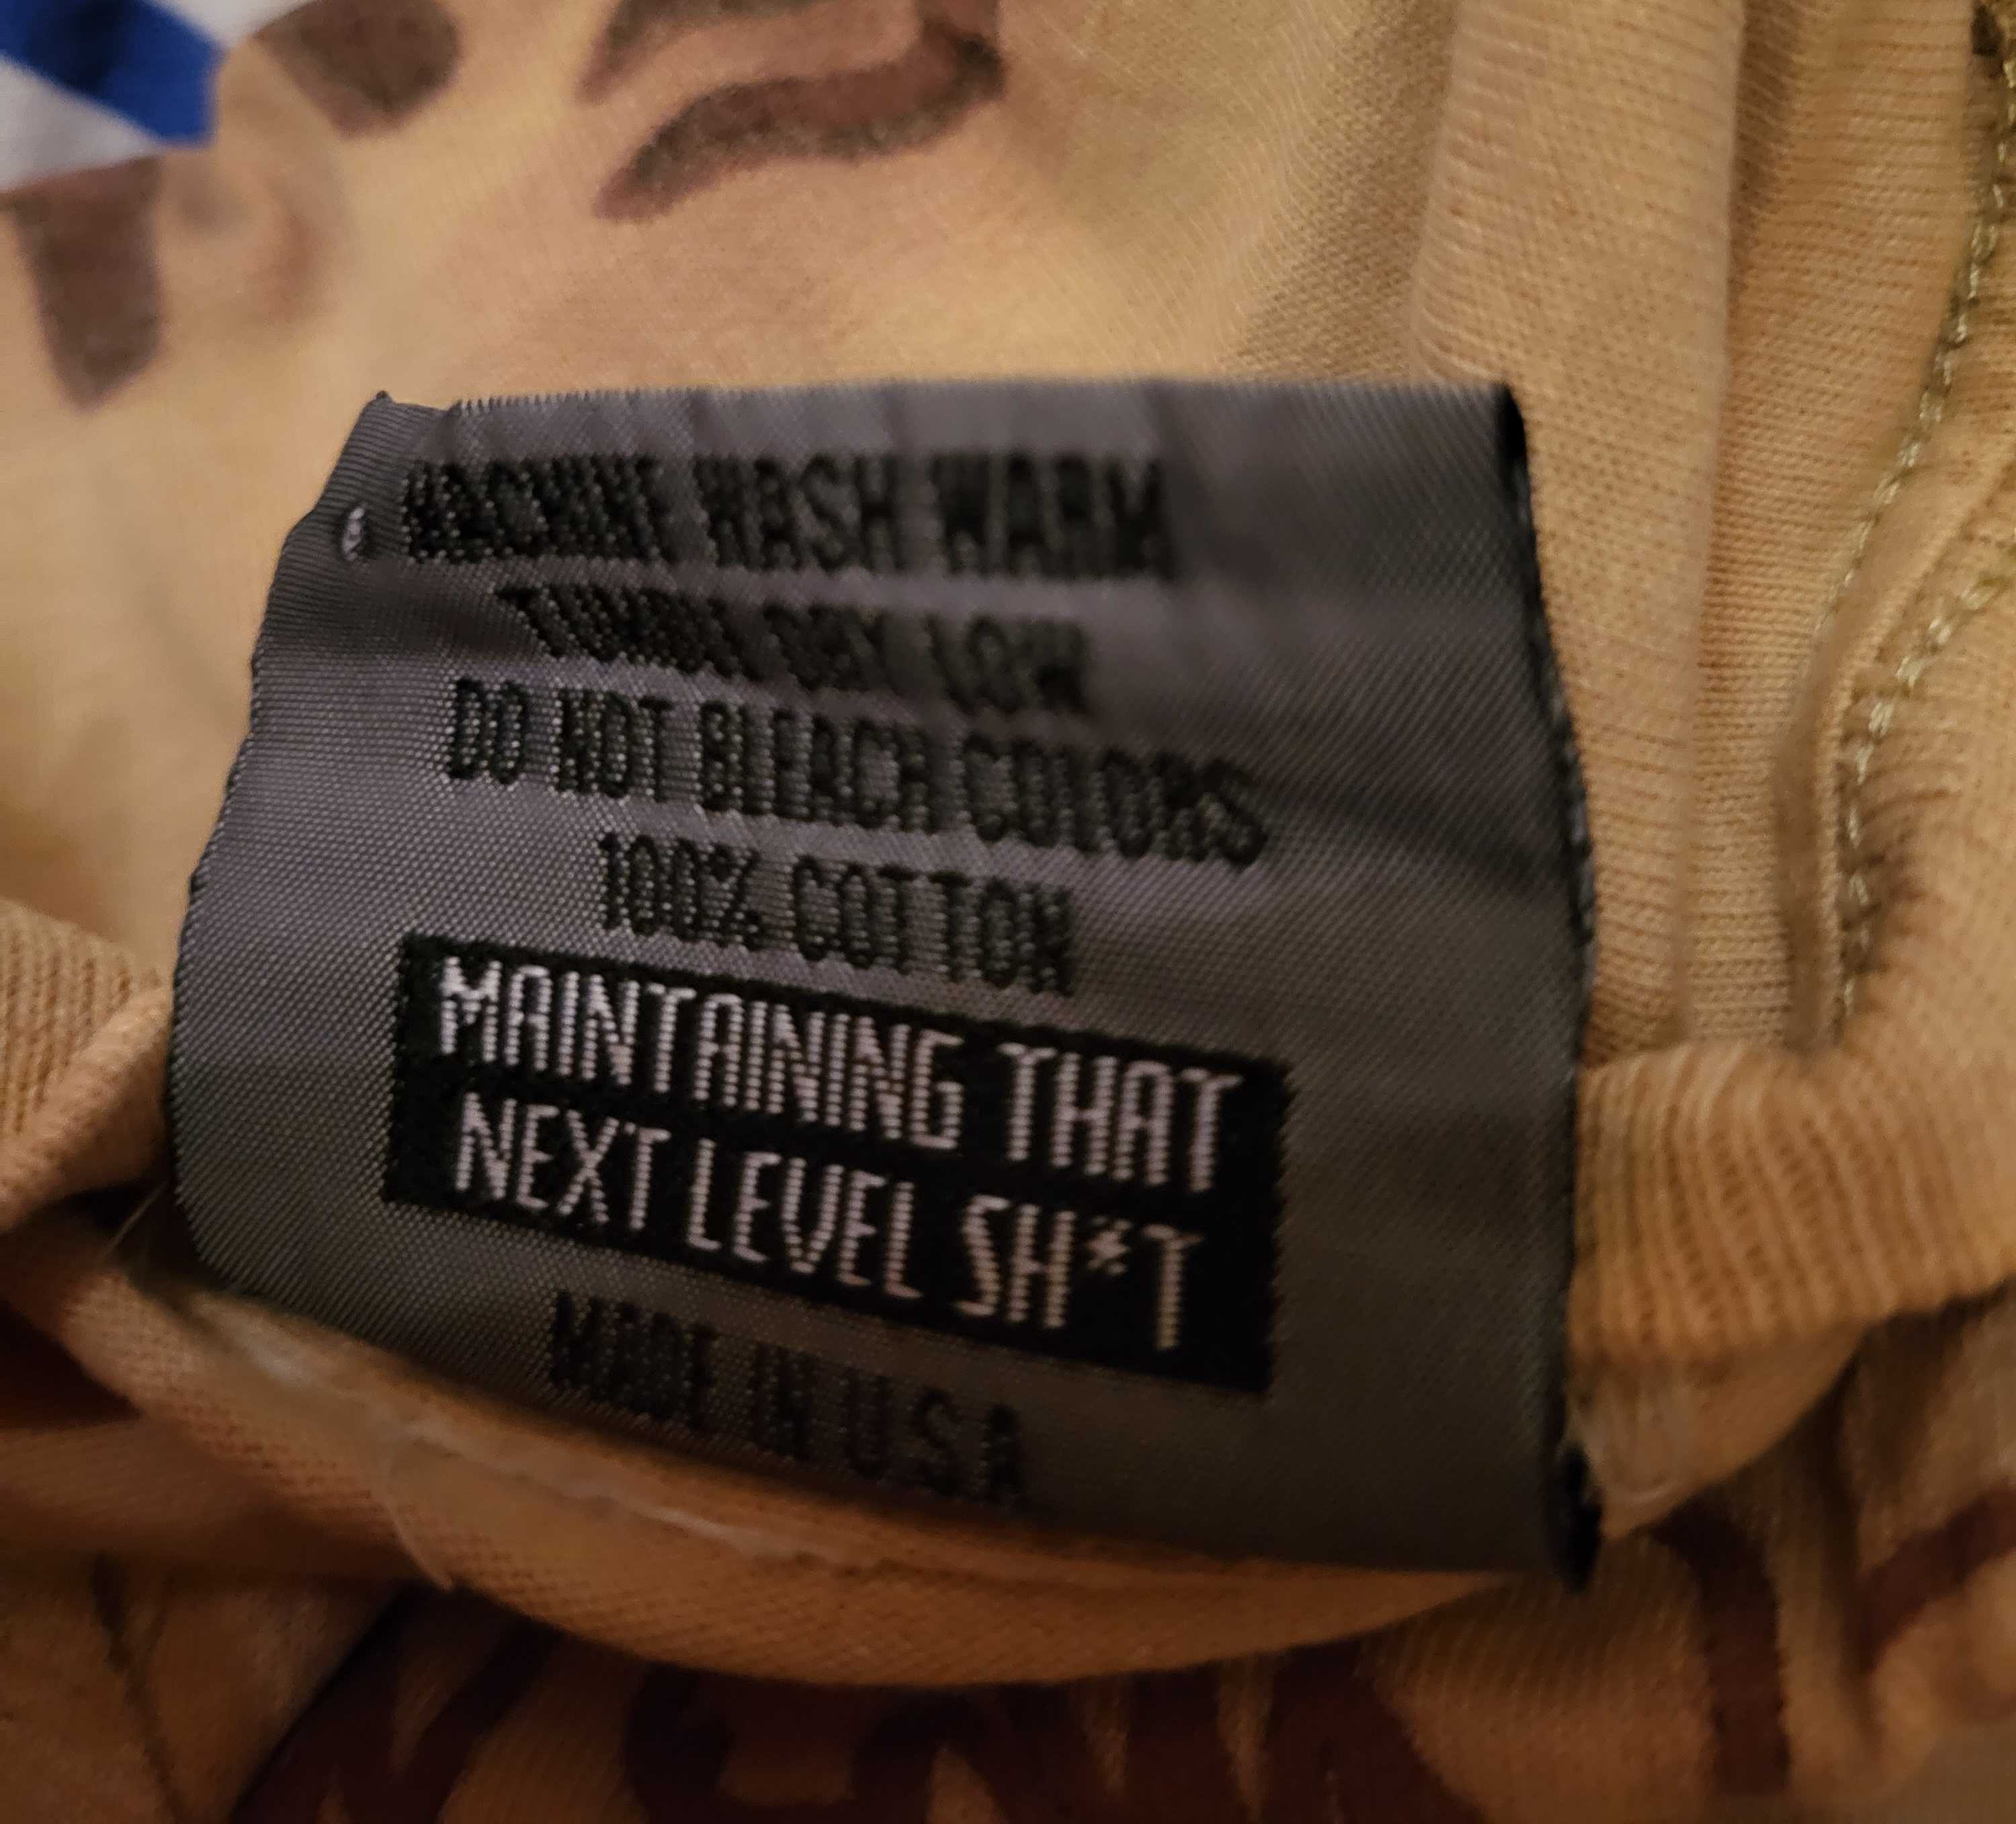 MACHINE WASH WARM
TUMBLE DRY LOW
DO NOT BLEACH COLORS
100% COTTON
MAINTAINING THAT
NEXT LEVEL SH*T
MADE IN U.S.A